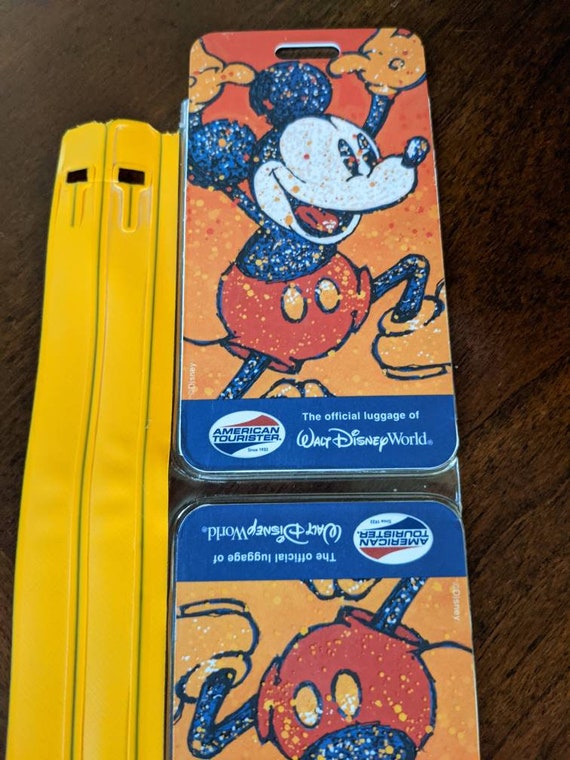 ©Disney
AMERICAN
TOURISTER®
Since 1933
The official luggage of
Walt Disney World®
The official luggage of
Walt Disney World®
AMERICAN
TOURISTER®
Since 1933
©Disney